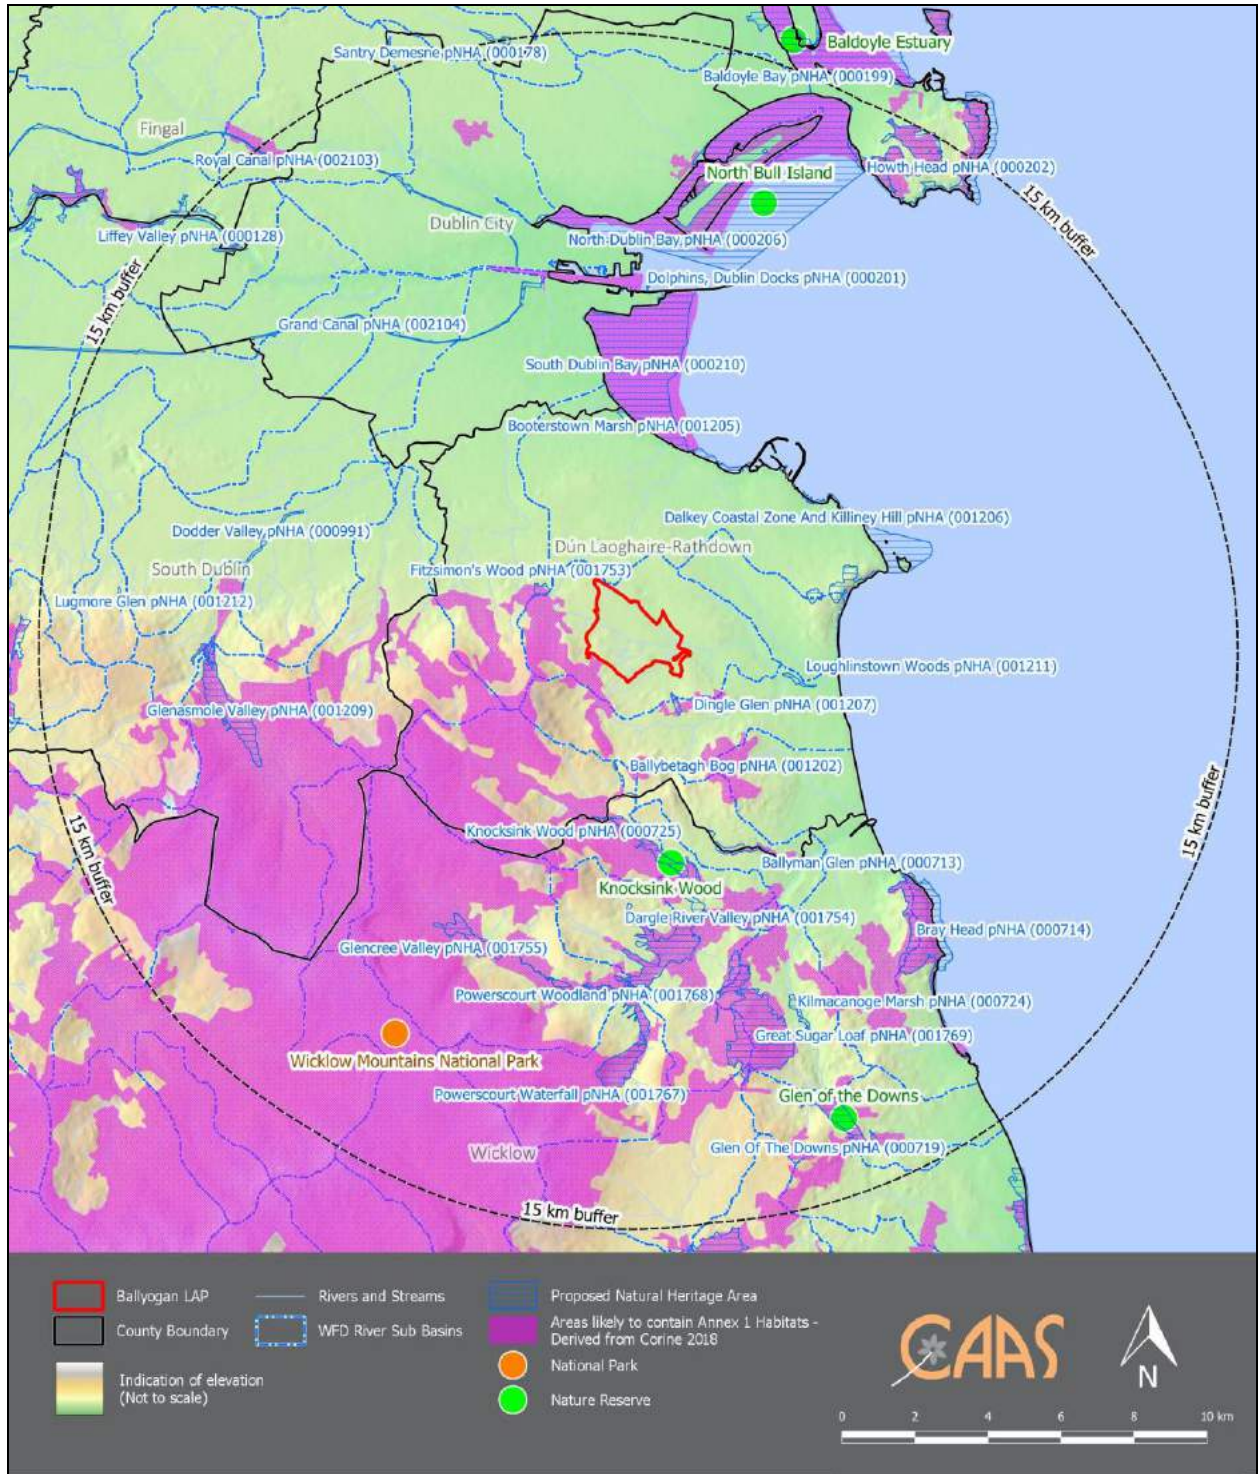 Baldoyle Estuary
Santry Demesne pNHA (000178)
Baldoyle Bay pNHA (000199)
Fingal
Royal Canal pNHA (002103)
Howth Head pNHA (000202)
North Bull Island
15 km buffer
Dublin City
Liffey Valley pNHA (000128)
North Dublin Bay pNHA (000206)
Dolphins, Dublin Docks pNHA (000201)
15 km buffer
Grand Canal pNHA (002104)
South Dublin Bay pNHA (000210)
Booterstown Marsh pNHA (001205)
Dalkey Coastal Zone And Killiney Hill pNHA (001206)
Dodder Valley pNHA (000991)
Dún Laoghaire-Rathdown
South Dublin
Fitzsimon's Wood pNHA (001753)
Lugmore Glen pNHA (001212)
Loughlinstown Woods pNHA (001211)
Glenasmole Valley pNHA (001209)
Dingle Glen pNHA (001207)
Ballybetagh Bog pNHA (001202)
15 km buffer
15 km buffer
Knocksink Wood pNHA (000725)
Ballyman Glen pNHA (000713)
Knocksink Wood
Dargle River Valley pNHA (001754)
Bray Head pNHA (000714)
Glencree Valley pNHA (001755)
Powerscourt Woodland pNHA (001768)
Kilmacanoge Marsh pNHA (000724)
Great Sugar Loaf pNHA (001769)
Wicklow Mountains National Park
Powerscourt Waterfall pNHA (001767)
Glen of the Downs
Glen Of The Downs pNHA (000719)
Wicklow
15 km buffer
Ballyogan LAP
Rivers and Streams
Proposed Natural Heritage Area
County Boundary
WFD River Sub Basins
Areas likely to contain Annex 1 Habitats -
Derived from Corine 2018
National Park
Indication of elevation
(Not to scale)
Nature Reserve
CAAS
N
0 2 4 6 8 10 km